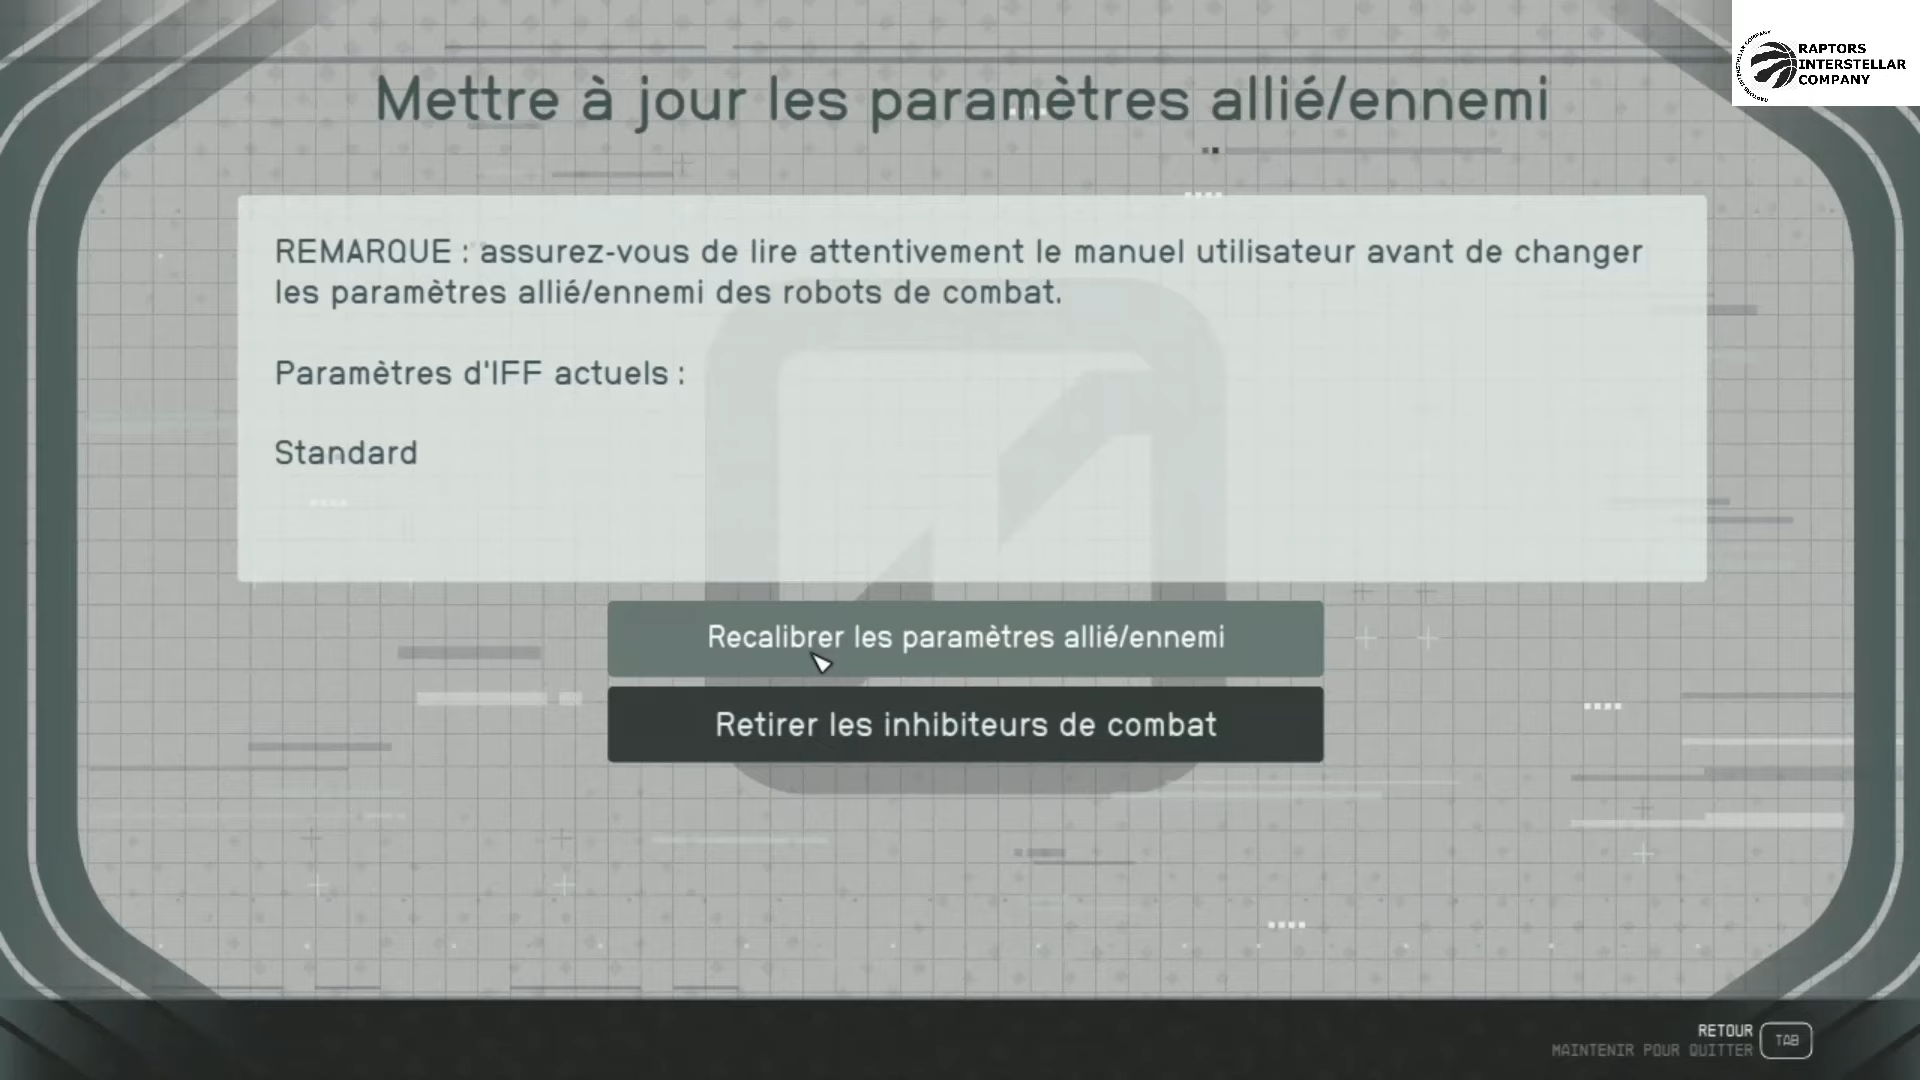 RAPTORS
INTERSTELLAR
COMPANY
Mettre à jour les paramètres allié/ennemi
REMARQUE : assurez-vous de lire attentivement le manuel utilisateur avant de changer
les paramètres allié/ennemi des robots de combat.
Paramètres d'IFF actuels :
Standard
Recalibrer les paramètres allié/ennemi
Retirer les inhibiteurs de combat
RETOUR
TAB
MAINTENIR POUR QUITTER